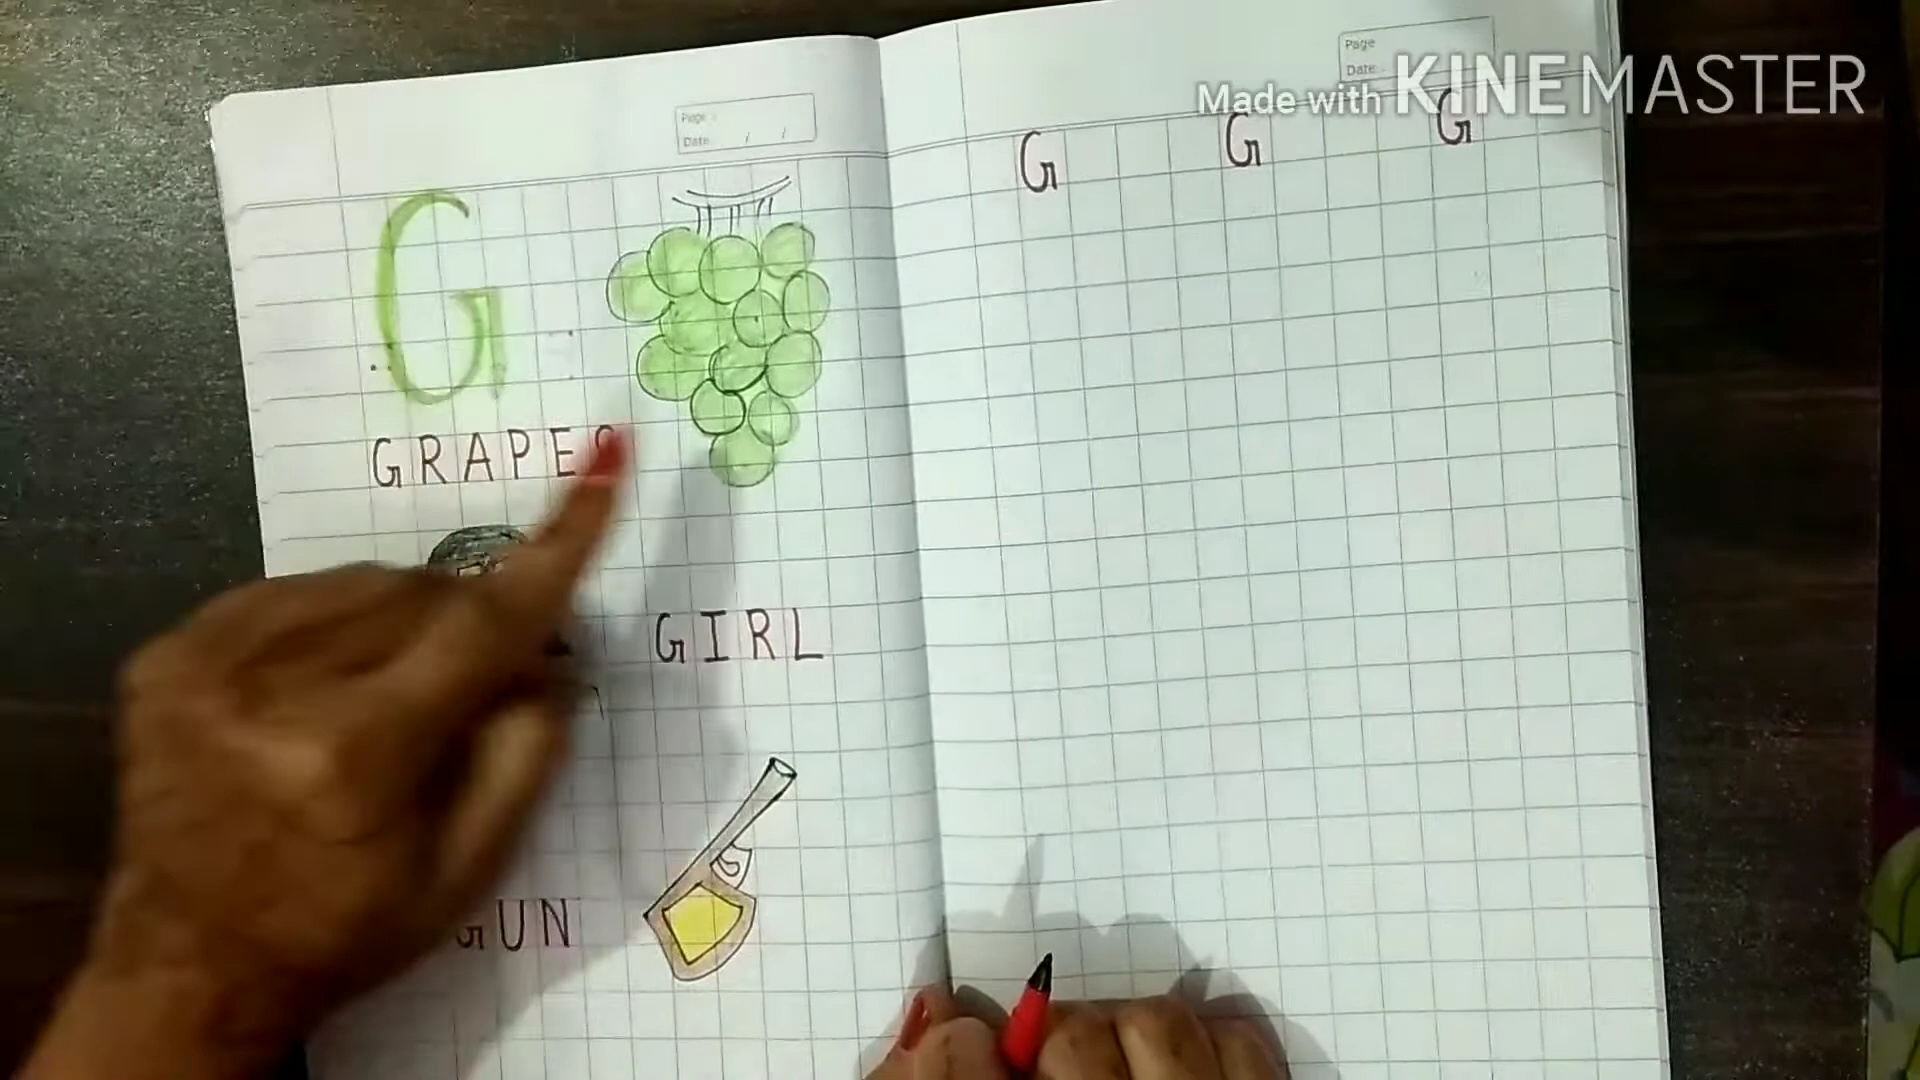 Page
Date
Made with KINEMASTER
Page
Date / /
G G G
G
GRAPES
GIRL
GUN